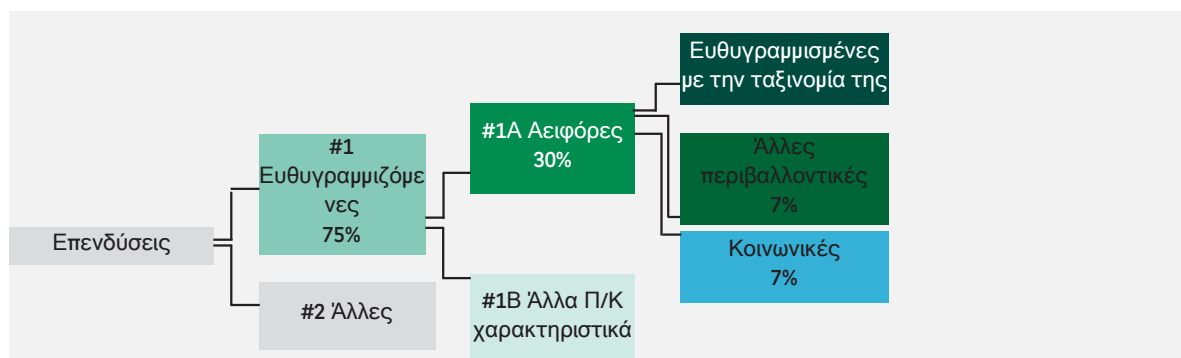 Επενδύσεις
#1
Ευθυγραμμιζόμε
νες
75%
#2 Άλλες
#1Α Αειφόρες
30%
#1Β Άλλα Π/Κ
χαρακτηριστικά
Ευθυγραμμισμένες
με την ταξινομία της
Άλλες
περιβαλλοντικές
7%
Κοινωνικές
7%